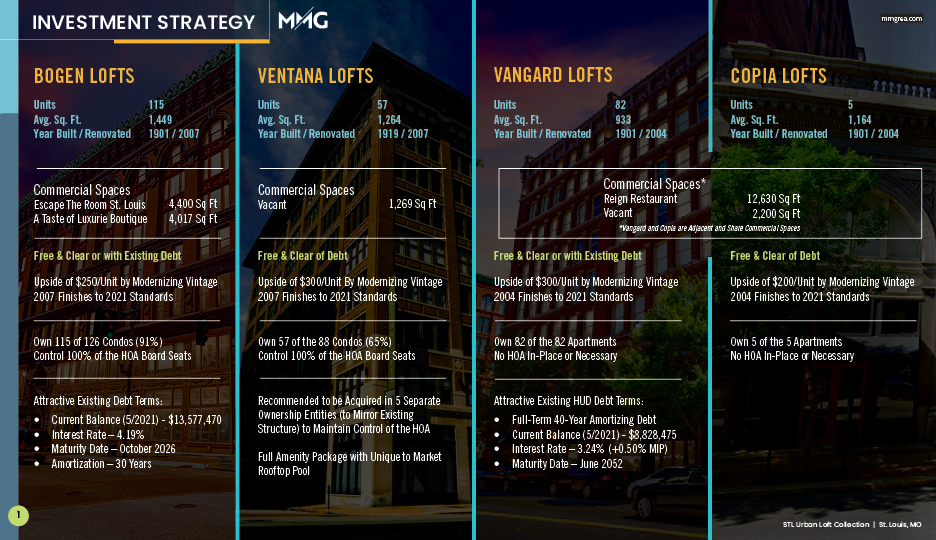 INVESTMENT STRATEGY
MMG
mmgrea.com
BOGEN LOFTS
Units 115
Avg. Sq. Ft. 1,449
Year Built / Renovated 1901 / 2007
Commercial Spaces
Escape The Room St. Louis 4,400 Sq Ft
A Taste of Luxurie Boutique 4,017 Sq Ft
Free & Clear or with Existing Debt
Upside of $250/Unit by Modernizing Vintage
2007 Finishes to 2021 Standards
Own 115 of 126 Condos (91%)
Control 100% of the HOA Board Seats
Attractive Existing Debt Terms:
• Current Balance (5/2021) - $13,577,470
• Interest Rate – 4.19%
• Maturity Date – October 2026
• Amortization – 30 Years
VENTANA LOFTS
Units 57
Avg. Sq. Ft. 1,264
Year Built / Renovated 1919 / 2007
Commercial Spaces
Vacant 1,269 Sq Ft
Free & Clear of Debt
Upside of $300/Unit By Modernizing Vintage
2007 Finishes to 2021 Standards
Own 57 of the 88 Condos (65%)
Control 100% of the HOA Board Seats
Recommended to be Acquired in 5 Separate
Ownership Entities (to Mirror Existing
Structure) to Maintain Control of the HOA
Full Amenity Package with Unique to Market
Rooftop Pool
VANGARD LOFTS
Units 82
Avg. Sq. Ft. 933
Year Built / Renovated 1901 / 2004
COPIA LOFTS
Units 5
Avg. Sq. Ft. 1,164
Year Built / Renovated 1901 / 2004
Commercial Spaces*
Reign Restaurant 12,630 Sq Ft
Vacant 2,200 Sq Ft
*Vangard and Copia are Adjacent and Share Commercial Spaces
Free & Clear or with Existing Debt
Upside of $300/Unit by Modernizing Vintage
2004 Finishes to 2021 Standards
Own 82 of the 82 Apartments
No HOA In-Place or Necessary
Attractive Existing HUD Debt Terms:
• Full-Term 40-Year Amortizing Debt
• Current Balance (5/2021) - $8,828,475
• Interest Rate – 3.24% (+0.50% MIP)
• Maturity Date – June 2052
Free & Clear of Debt
Upside of $200/Unit by Modernizing Vintage
2004 Finishes to 2021 Standards
Own 5 of the 5 Apartments
No HOA In-Place or Necessary
1
STL Urban Loft Collection | St. Louis, MO